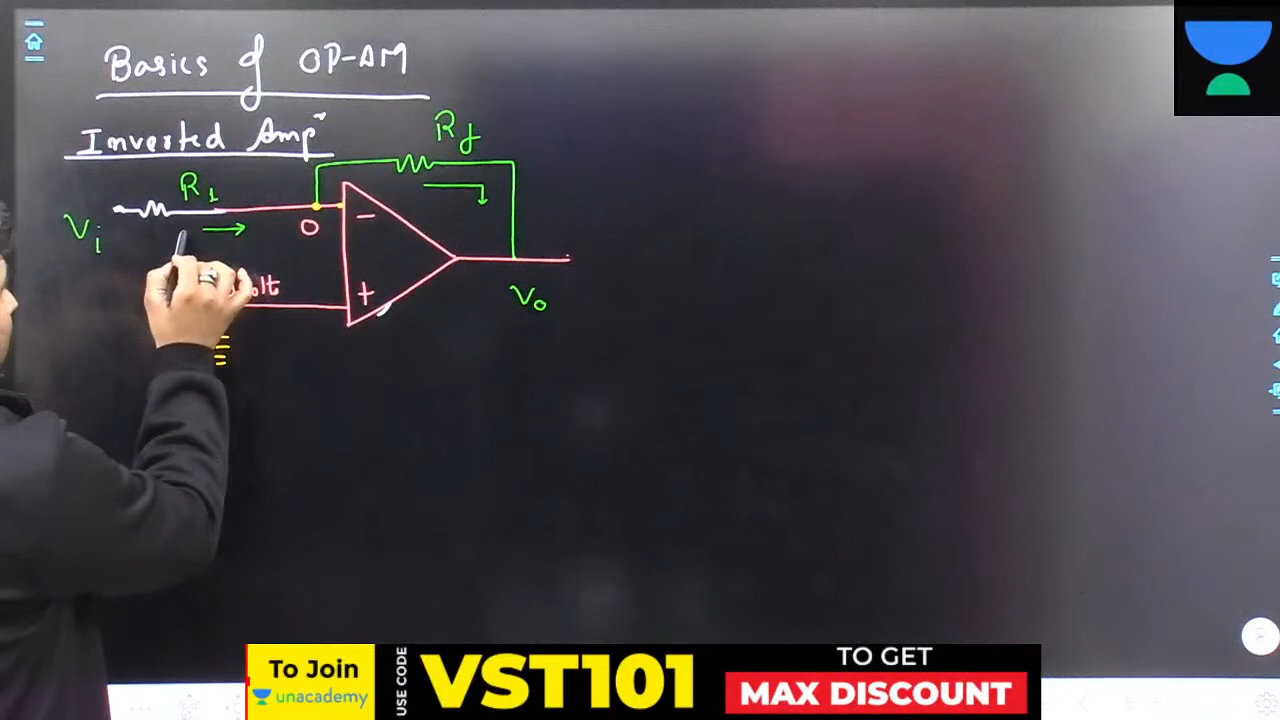 Basics of OP-AM
Inverted Ampr
Rf
R1
Vi
0
-
+
Vo
To Join
unacademy
USE CODE
VST101
TO GET
MAX DISCOUNT